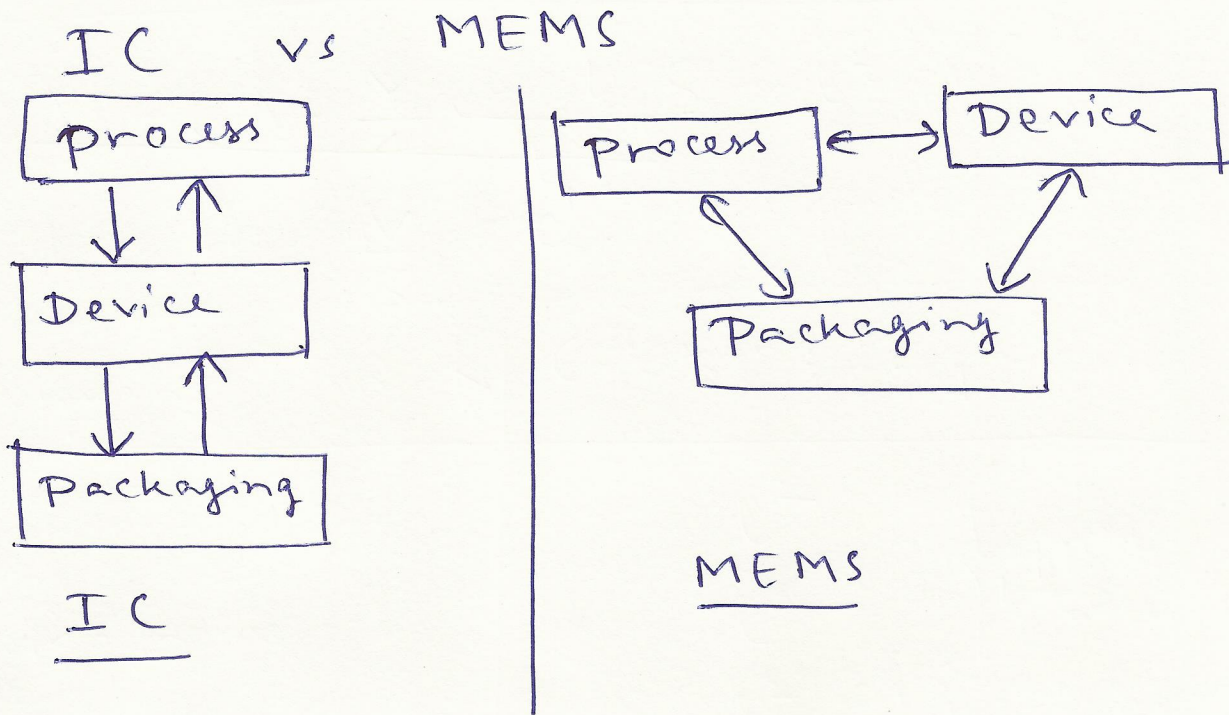 IC vs MEMS
Process
Device
Packaging
IC
Process
Device
Packaging
MEMS